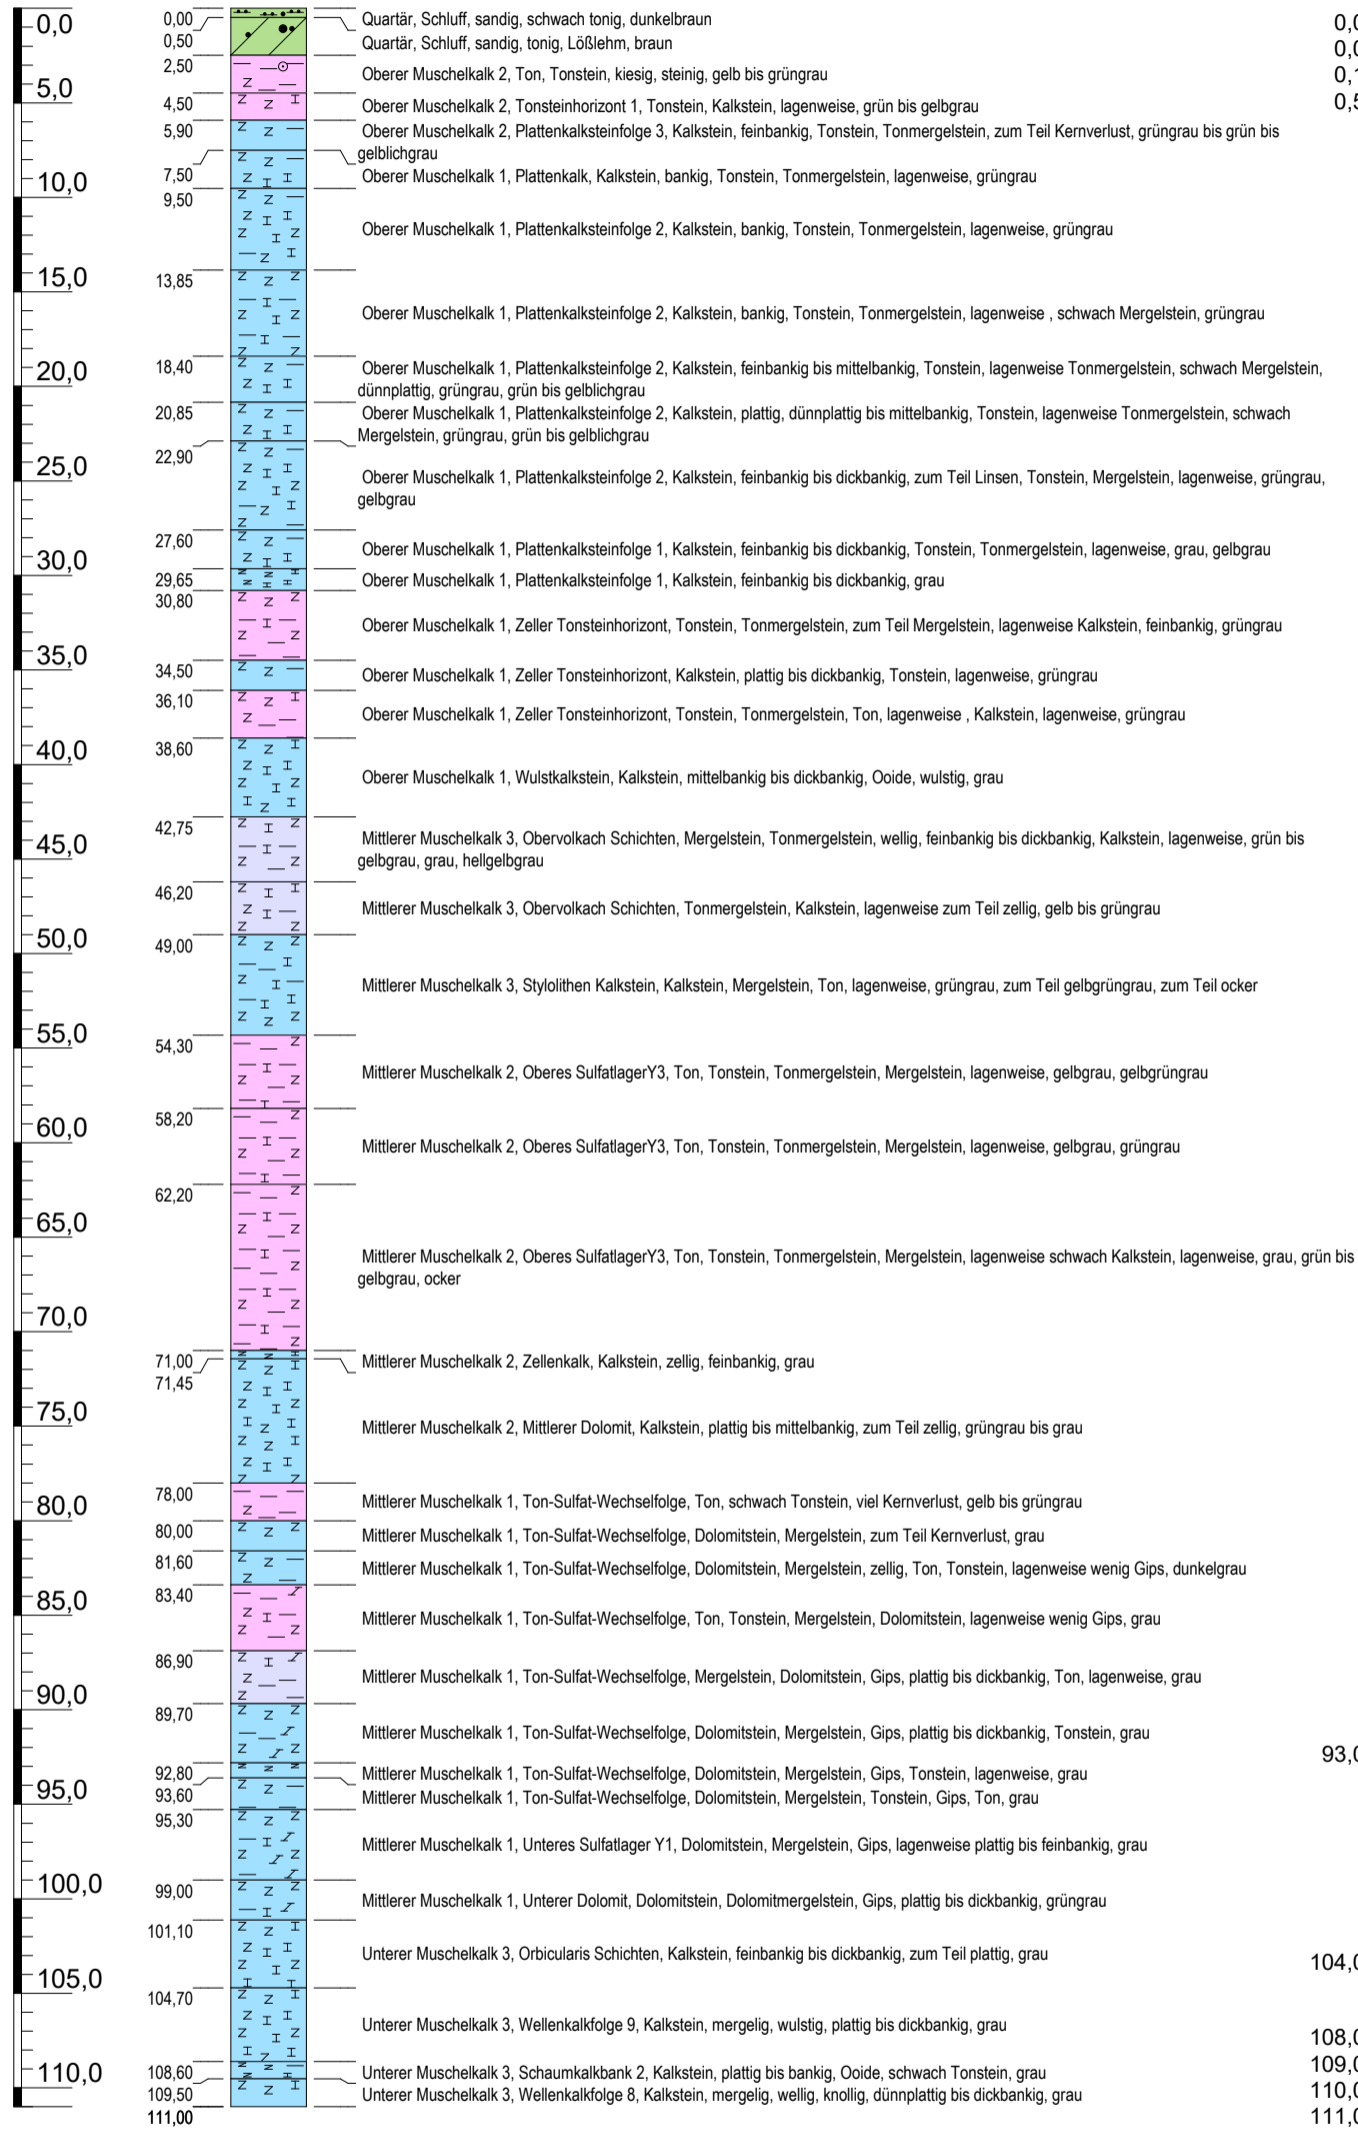 0,0
0,00
Quartär, Schluff, sandig, schwach tonig, dunkelbraun
0,50
Quartär, Schluff, sandig, tonig, Lößlehm, braun
2,50
Oberer Muschelkalk 2, Ton, Tonstein, kiesig, steinig, gelb bis grüngrau
5,0
4,50
Oberer Muschelkalk 2, Tonsteinhorizont 1, Tonstein, Kalkstein, lagenweise, grün bis gelbgrau
5,90
Oberer Muschelkalk 2, Plattenkalksteinfolge 3, Kalkstein, feinbankig, Tonstein, Tonmergelstein, zum Teil Kernverlust, grüngrau bis grün bis
gelblichgrau
7,50
Oberer Muschelkalk 1, Plattenkalk, Kalkstein, bankig, Tonstein, Tonmergelstein, lagenweise, grüngrau
10,0
9,50
Oberer Muschelkalk 1, Plattenkalksteinfolge 2, Kalkstein, bankig, Tonstein, Tonmergelstein, lagenweise, grüngrau
15,0
13,85
Oberer Muschelkalk 1, Plattenkalksteinfolge 2, Kalkstein, bankig, Tonstein, Tonmergelstein, lagenweise , schwach Mergelstein, grüngrau
20,0
18,40
Oberer Muschelkalk 1, Plattenkalksteinfolge 2, Kalkstein, feinbankig bis mittelbankig, Tonstein, lagenweise Tonmergelstein, schwach Mergelstein,
dünnplattig, grüngrau, grün bis gelblichgrau
20,85
Oberer Muschelkalk 1, Plattenkalksteinfolge 2, Kalkstein, plattig, dünnplattig bis mittelbankig, Tonstein, lagenweise Tonmergelstein, schwach
Mergelstein, grüngrau, grün bis gelblichgrau
22,90
25,0
Oberer Muschelkalk 1, Plattenkalksteinfolge 2, Kalkstein, feinbankig bis dickbankig, zum Teil Linsen, Tonstein, Mergelstein, lagenweise, grüngrau,
gelbgrau
27,60
Oberer Muschelkalk 1, Plattenkalksteinfolge 1, Kalkstein, feinbankig bis dickbankig, Tonstein, Tonmergelstein, lagenweise, grau, gelbgrau
30,0
29,65
Oberer Muschelkalk 1, Plattenkalksteinfolge 1, Kalkstein, feinbankig bis dickbankig, grau
30,80
Oberer Muschelkalk 1, Zeller Tonsteinhorizont, Tonstein, Tonmergelstein, zum Teil Mergelstein, lagenweise Kalkstein, feinbankig, grüngrau
35,0
34,50
Oberer Muschelkalk 1, Zeller Tonsteinhorizont, Kalkstein, plattig bis dickbankig, Tonstein, lagenweise, grüngrau
36,10
Oberer Muschelkalk 1, Zeller Tonsteinhorizont, Tonstein, Tonmergelstein, Ton, lagenweise , Kalkstein, lagenweise, grüngrau
40,0
38,60
Oberer Muschelkalk 1, Wulstkalkstein, Kalkstein, mittelbankig bis dickbankig, Ooide, wulstig, grau
42,75
Mittlerer Muschelkalk 3, Obervolkach Schichten, Mergelstein, Tonmergelstein, wellig, feinbankig bis dickbankig, Kalkstein, lagenweise, grün bis
gelbgrau, grau, hellgelbgrau
45,0
46,20
Mittlerer Muschelkalk 3, Obervolkach Schichten, Tonmergelstein, Kalkstein, lagenweise zum Teil zellig, gelb bis grüngrau
50,0
49,00
Mittlerer Muschelkalk 3, Stylolithen Kalkstein, Kalkstein, Mergelstein, Ton, lagenweise, grüngrau, zum Teil gelbgrüngrau, zum Teil ocker
55,0
54,30
Mittlerer Muschelkalk 2, Oberes SulfatlagerY3, Ton, Tonstein, Tonmergelstein, Mergelstein, lagenweise, gelbgrau, gelbgrüngrau
58,20
60,0
Mittlerer Muschelkalk 2, Oberes SulfatlagerY3, Ton, Tonstein, Tonmergelstein, Mergelstein, lagenweise, gelbgrau, grüngrau
62,20
65,0
Mittlerer Muschelkalk 2, Oberes SulfatlagerY3, Ton, Tonstein, Tonmergelstein, Mergelstein, lagenweise schwach Kalkstein, lagenweise, grau, grün bis
gelbgrau, ocker
70,0
71,00
Mittlerer Muschelkalk 2, Zellenkalk, Kalkstein, zellig, feinbankig, grau
71,45
75,0
Mittlerer Muschelkalk 2, Mittlerer Dolomit, Kalkstein, plattig bis mittelbankig, zum Teil zellig, grüngrau bis grau
78,00
Mittlerer Muschelkalk 1, Ton-Sulfat-Wechselfolge, Ton, schwach Tonstein, viel Kernverlust, gelb bis grüngrau
80,0
80,00
Mittlerer Muschelkalk 1, Ton-Sulfat-Wechselfolge, Dolomitstein, Mergelstein, zum Teil Kernverlust, grau
81,60
Mittlerer Muschelkalk 1, Ton-Sulfat-Wechselfolge, Dolomitstein, Mergelstein, zellig, Ton, Tonstein, lagenweise wenig Gips, dunkelgrau
85,0
83,40
Mittlerer Muschelkalk 1, Ton-Sulfat-Wechselfolge, Ton, Tonstein, Mergelstein, Dolomitstein, lagenweise wenig Gips, grau
86,90
Mittlerer Muschelkalk 1, Ton-Sulfat-Wechselfolge, Mergelstein, Dolomitstein, Gips, plattig bis dickbankig, Ton, lagenweise, grau
90,0
89,70
Mittlerer Muschelkalk 1, Ton-Sulfat-Wechselfolge, Dolomitstein, Mergelstein, Gips, plattig bis dickbankig, Tonstein, grau
92,80
Mittlerer Muschelkalk 1, Ton-Sulfat-Wechselfolge, Dolomitstein, Mergelstein, Gips, Tonstein, lagenweise, grau
95,0
93,60
Mittlerer Muschelkalk 1, Ton-Sulfat-Wechselfolge, Dolomitstein, Mergelstein, Tonstein, Gips, Ton, grau
95,30
Mittlerer Muschelkalk 1, Unteres Sulfatlager Y1, Dolomitstein, Mergelstein, Gips, lagenweise plattig bis feinbankig, grau
100,0
99,00
Mittlerer Muschelkalk 1, Unterer Dolomit, Dolomitstein, Dolomitmergelstein, Gips, plattig bis dickbankig, grüngrau
101,10
Unterer Muschelkalk 3, Orbicularis Schichten, Kalkstein, feinbankig bis dickbankig, zum Teil plattig, grau
105,0
104,70
Unterer Muschelkalk 3, Wellenkalkfolge 9, Kalkstein, mergelig, wulstig, plattig bis dickbankig, grau
110,0
108,60
Unterer Muschelkalk 3, Schaumkalkbank 2, Kalkstein, plattig bis bankig, Ooide, schwach Tonstein, grau
109,50
Unterer Muschelkalk 3, Wellenkalkfolge 8, Kalkstein, mergelig, wellig, knollig, dünnplattig bis dickbankig, grau
111,00